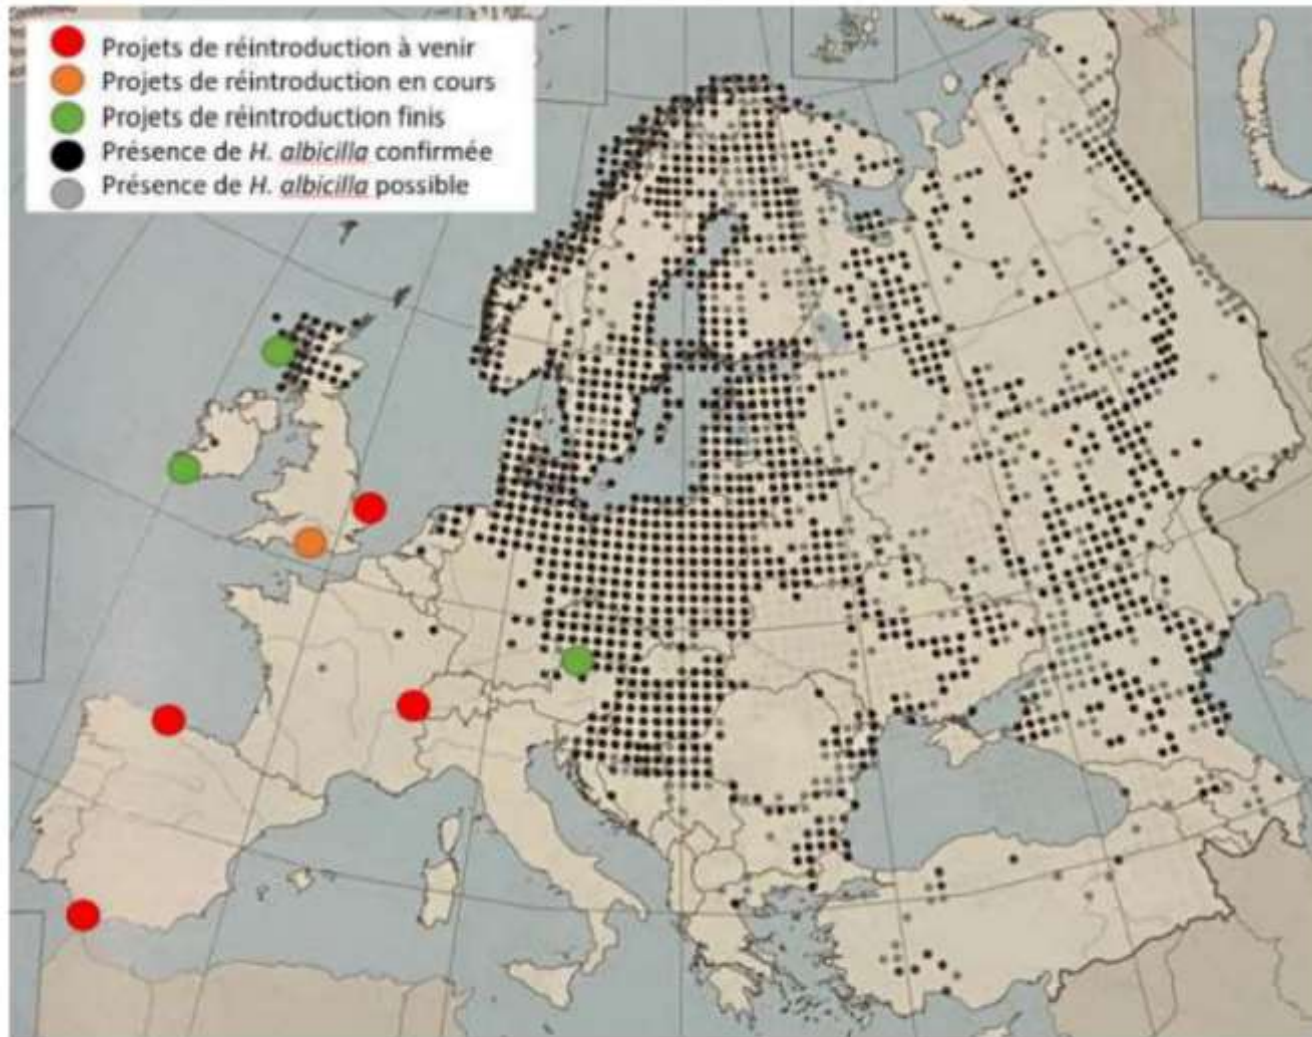 Projets de réintroduction à venir
Projets de réintroduction en cours
Projets de réintroduction finis
Présence de H. albicilla confirmée
Présence de H. albicilla possible